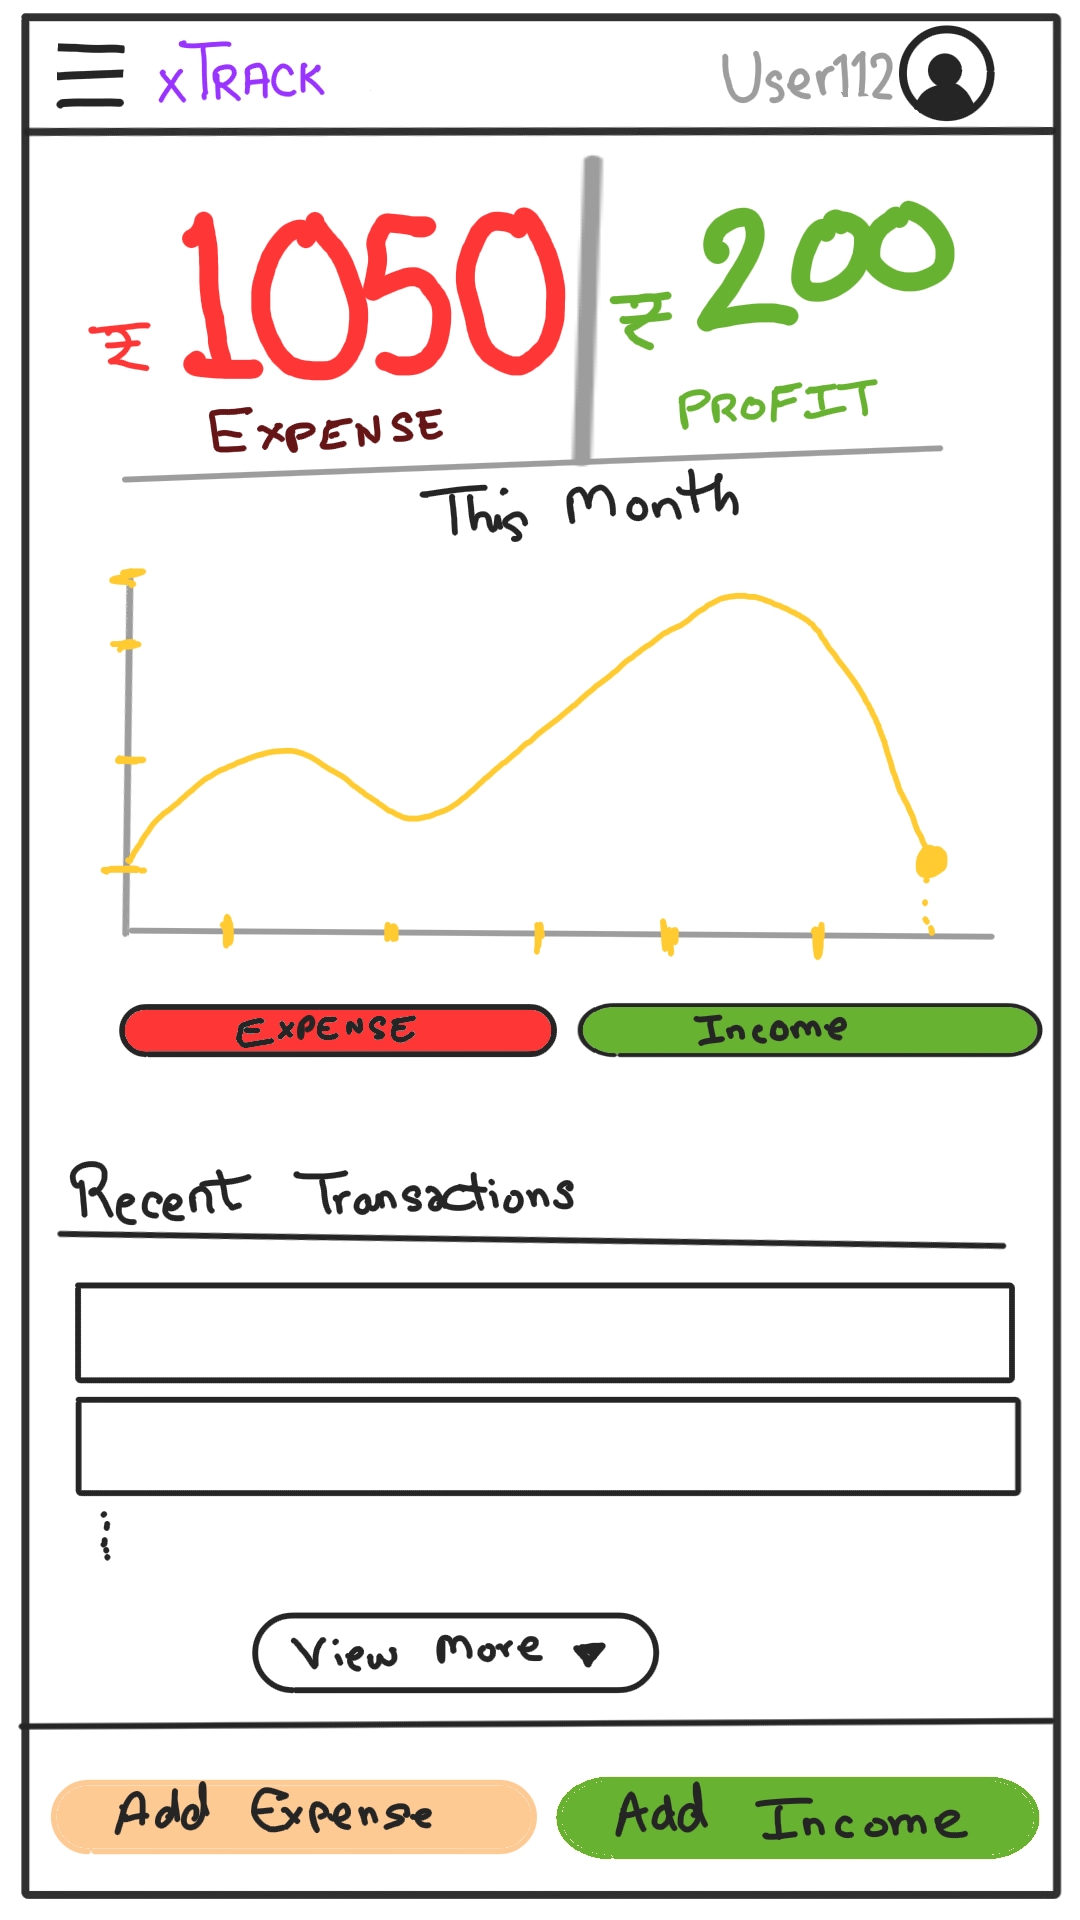 xTRACK User112
₹ 1050 ₹ 200
EXPENSE PROFIT
This Month
EXPENSE Income
Recent Transactions
View More
Add Expense Add Income